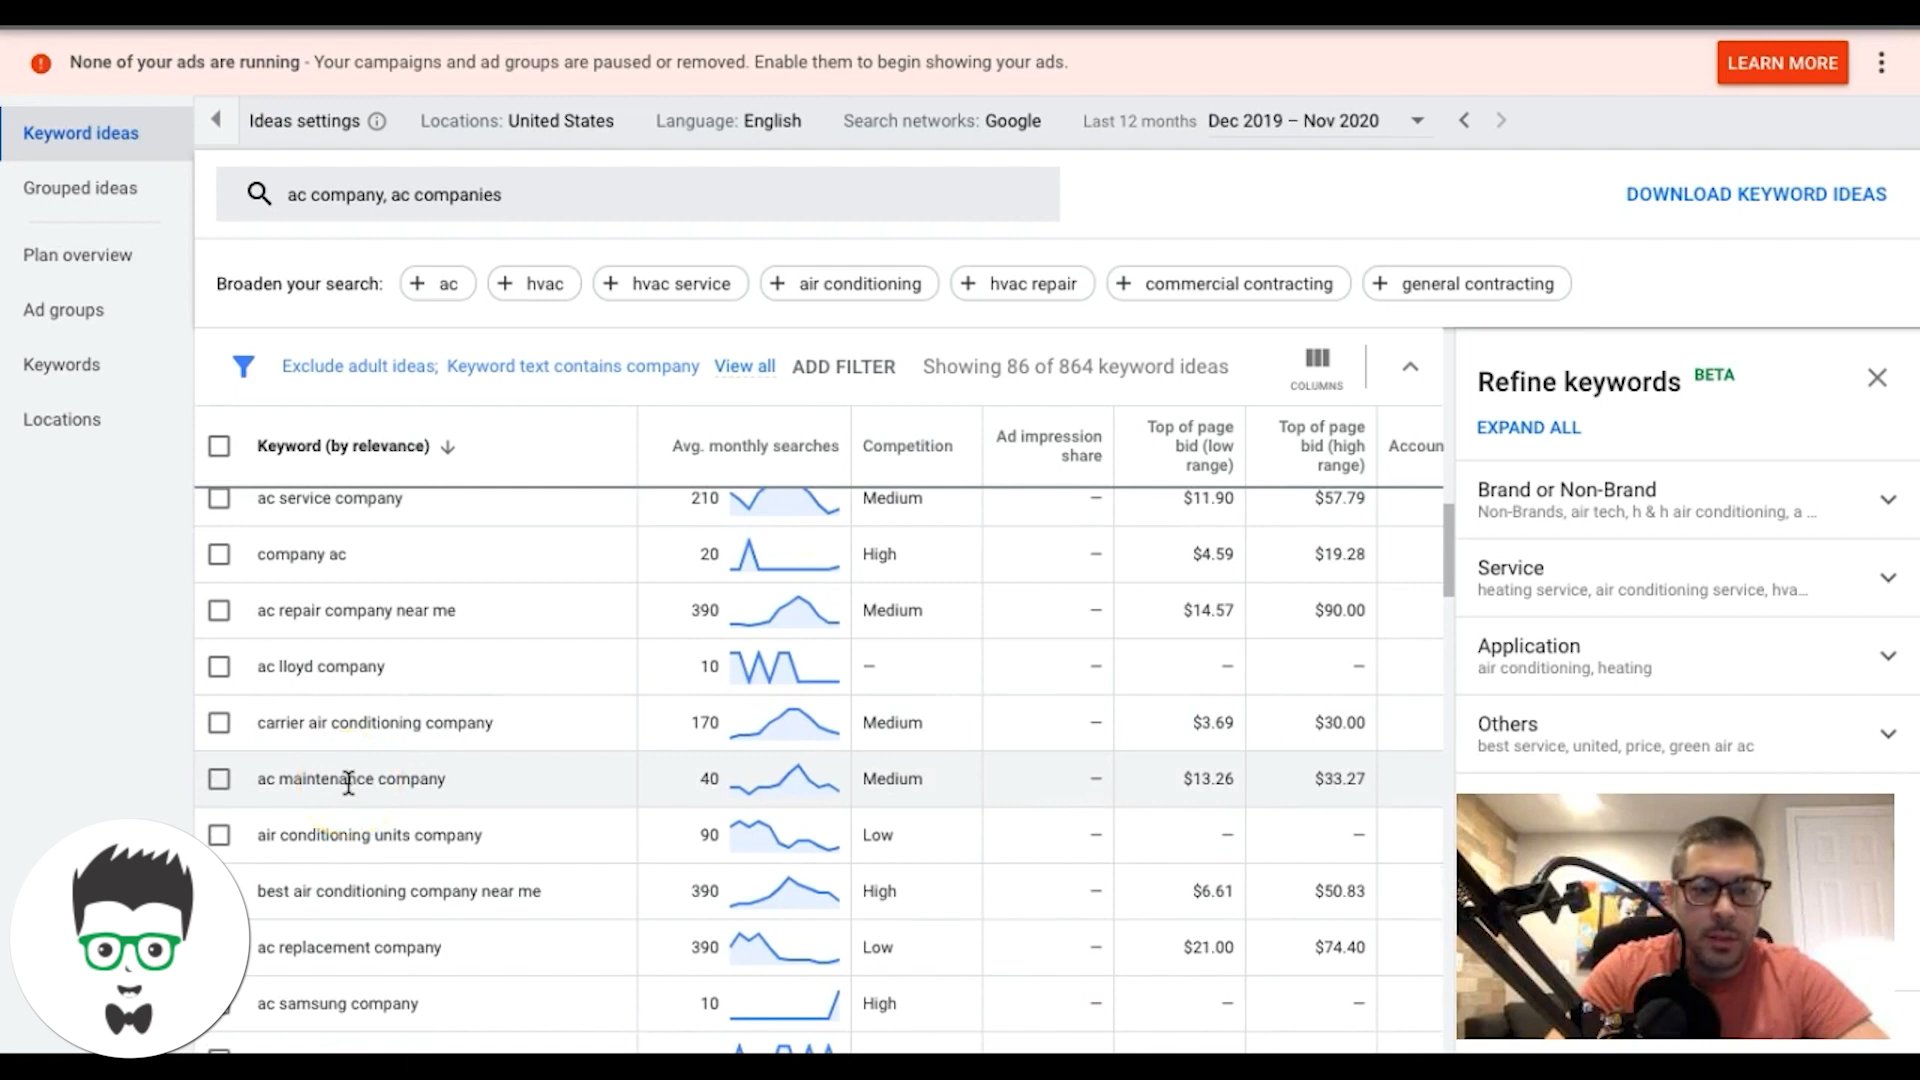 None of your ads are running - Your campaigns and ad groups are paused or removed. Enable them to begin showing your ads.
LEARN MORE
Keyword ideas
Grouped ideas
Plan overview
Ad groups
Keywords
Locations
Ideas settings
Locations: United States
Language: English
Search networks: Google
Last 12 months Dec 2019 – Nov 2020
ac company, ac companies
DOWNLOAD KEYWORD IDEAS
Broaden your search: + ac + hvac + hvac service + air conditioning + hvac repair + commercial contracting + general contracting
Exclude adult ideas; Keyword text contains company View all ADD FILTER Showing 86 of 864 keyword ideas
COLUMNS
Keyword (by relevance)
Avg. monthly searches
Competition
Ad impression
share
Top of page
bid (low
range)
Top of page
bid (high
range)
Accoun
ac service company 210 Medium – $11.90 $57.79
company ac 20 High – $4.59 $19.28
ac repair company near me 390 Medium – $14.57 $90.00
ac lloyd company 10 – – – –
carrier air conditioning company 170 Medium – $3.69 $30.00
ac maintenance company 40 Medium – $13.26 $33.27
air conditioning units company 90 Low – – –
best air conditioning company near me 390 High – $6.61 $50.83
ac replacement company 390 Low – $21.00 $74.40
ac samsung company 10 High – – –
Refine keywords BETA
EXPAND ALL
Brand or Non-Brand
Non-Brands, air tech, h & h air conditioning, a ...
Service
heating service, air conditioning service, hva...
Application
air conditioning, heating
Others
best service, united, price, green air ac